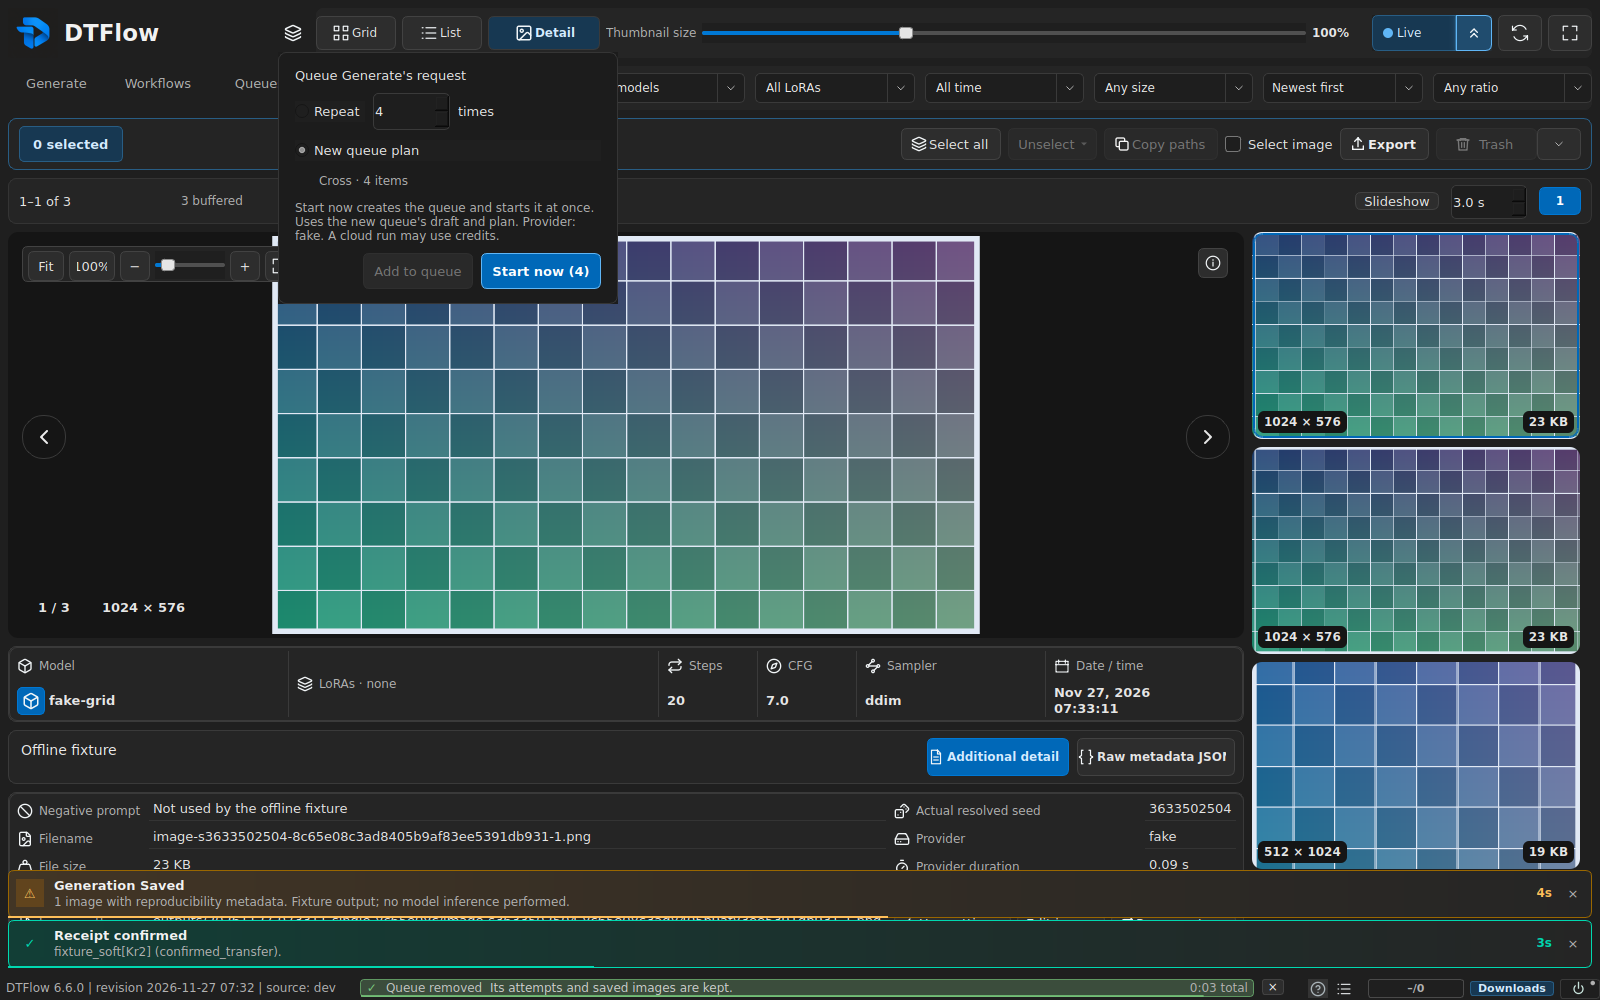 DTFlow
Grid
List
Detail
Thumbnail size
100%
Live
Generate
Workflows
Queue
models
All LoRAs
All time
Any size
Newest first
Any ratio
Queue Generate's request
Repeat
4
times
New queue plan
Cross · 4 items
Start now creates the queue and starts it at once.
Uses the new queue's draft and plan. Provider:
fake. A cloud run may use credits.
Add to queue
Start now (4)
0 selected
Select all
Unselect
Copy paths
Select image
Export
Trash
1–1 of 3
3 buffered
Slideshow
3.0 s
1
Fit
100%
1 / 3
1024 × 576
1024 × 576
23 KB
1024 × 576
23 KB
512 × 1024
19 KB
Model
fake-grid
LoRAs · none
Steps
20
CFG
7.0
Sampler
ddim
Date / time
Nov 27, 2026
07:33:11
Offline fixture
Additional detail
Raw metadata JSON
Negative prompt
Not used by the offline fixture
Actual resolved seed
3633502504
Filename
image-s3633502504-8c65e08c3ad8405b9af83ee5391db931-1.png
Provider
fake
File size
23 KB
Provider duration
0.09 s
Generation Saved
1 image with reproducibility metadata. Fixture output; no model inference performed.
4s
Receipt confirmed
fixture_soft[Kr2] (confirmed_transfer).
3s
DTFlow 6.6.0 | revision 2026-11-27 07:32 | source: dev
Queue removed Its attempts and saved images are kept.
0:03 total
–/0
Downloads